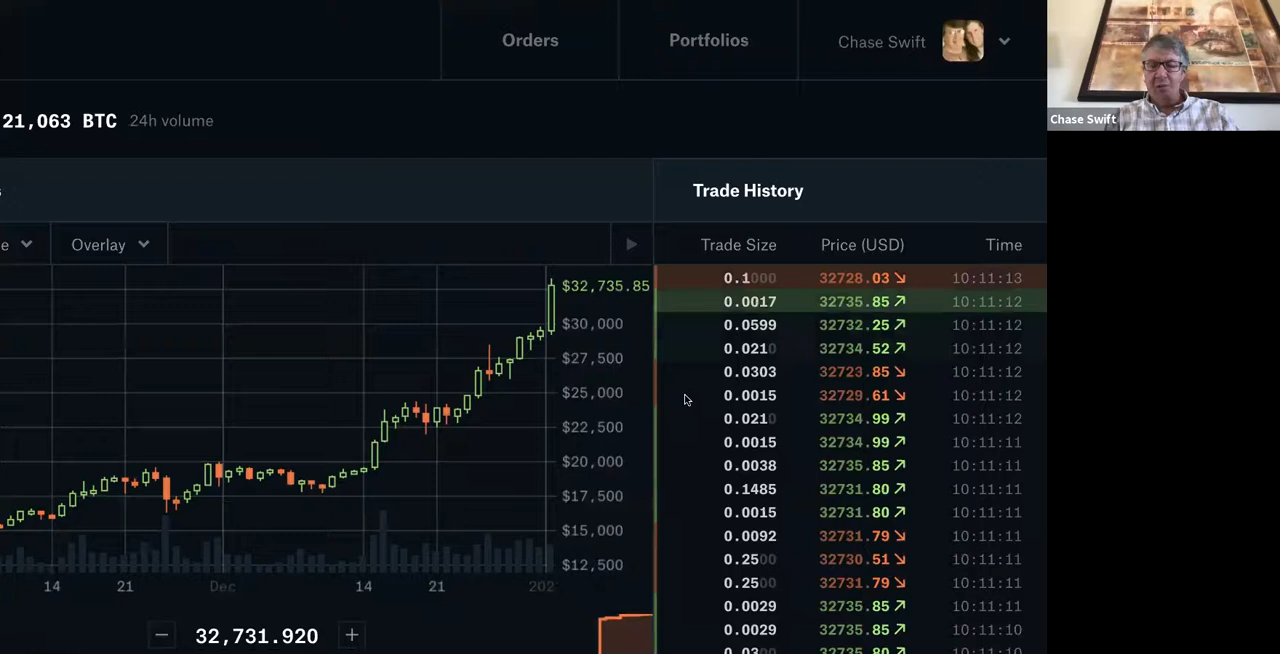 Orders
Portfolios
Chase Swift
Chase Swift
21,063 BTC 24h volume
Trade History
Overlay
Trade Size Price (USD) Time
0.1000 32728.03 ↘ 10:11:13
0.0017 32735.85 ↗ 10:11:12
0.0599 32732.25 ↗ 10:11:12
0.0210 32734.52 ↗ 10:11:12
0.0303 32723.85 ↘ 10:11:12
0.0015 32729.61 ↘ 10:11:12
0.0210 32734.99 ↗ 10:11:12
0.0015 32734.99 ↗ 10:11:11
0.0038 32735.85 ↗ 10:11:11
0.1485 32731.80 ↗ 10:11:11
0.0015 32731.80 ↗ 10:11:11
0.0092 32731.79 ↘ 10:11:11
0.2500 32730.51 ↘ 10:11:11
0.2500 32731.79 ↘ 10:11:11
0.0029 32735.85 ↗ 10:11:11
0.0029 32735.85 ↗ 10:11:10
0.0300 32735.80 ↗ 10:11:10
$32,735.85
$30,000
$27,500
$25,000
$22,500
$20,000
$17,500
$15,000
$12,500
14 21 Dec 14 21 202
− 32,731.920 +